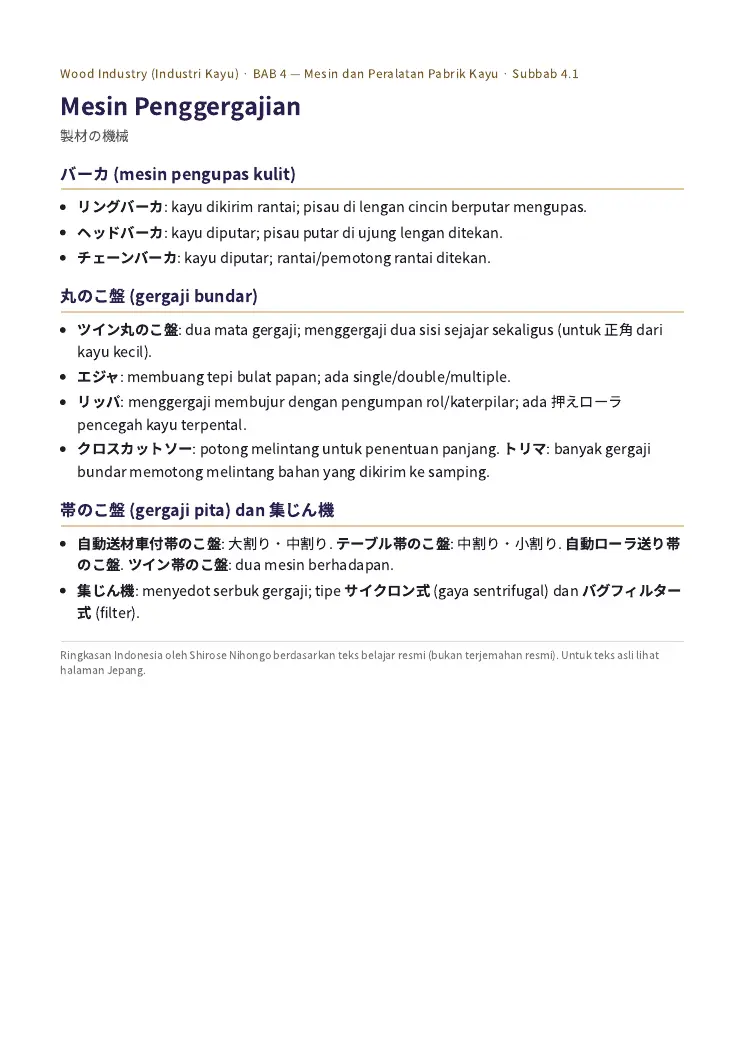 Wood Industry (Industri Kayu) · BAB 4 — Mesin dan Peralatan Pabrik Kayu · Subbab 4.1
Mesin Penggergajian
製材の機械
バーカ (mesin pengupas kulit)
• リングバーカ: kayu dikirim rantai; pisau di lengan cincin berputar mengupas.
• ヘッドバーカ: kayu diputar; pisau putar di ujung lengan ditekan.
• チェーンバーカ: kayu diputar; rantai/pemotong rantai ditekan.
丸のこ盤 (gergaji bundar)
• ツイン丸のこ盤: dua mata gergaji; menggergaji dua sisi sejajar sekaligus (untuk 正角 dari
kayu kecil).
• エジャ: membuang tepi bulat papan; ada single/double/multiple.
• リッパ: menggergaji membujur dengan pengumpan rol/katerpilar; ada 押えローラ
pencegah kayu terpental.
• クロスカットソー: potong melintang untuk penentuan panjang. トリマ: banyak gergaji
bundar memotong melintang bahan yang dikirim ke samping.
帯のこ盤 (gergaji pita) dan 集じん機
• 自動送材車付帯のこ盤: 大割り・中割り. テーブル帯のこ盤: 中割り・小割り. 自動ローラ送り帯
のこ盤. ツイン帯のこ盤: dua mesin berhadapan.
• 集じん機: menyedot serbuk gergaji; tipe サイクロン式 (gaya sentrifugal) dan バグフィルター
式 (filter).
Ringkasan Indonesia oleh Shirose Nihongo berdasarkan teks belajar resmi (bukan terjemahan resmi). Untuk teks asli lihat
halaman Jepang.